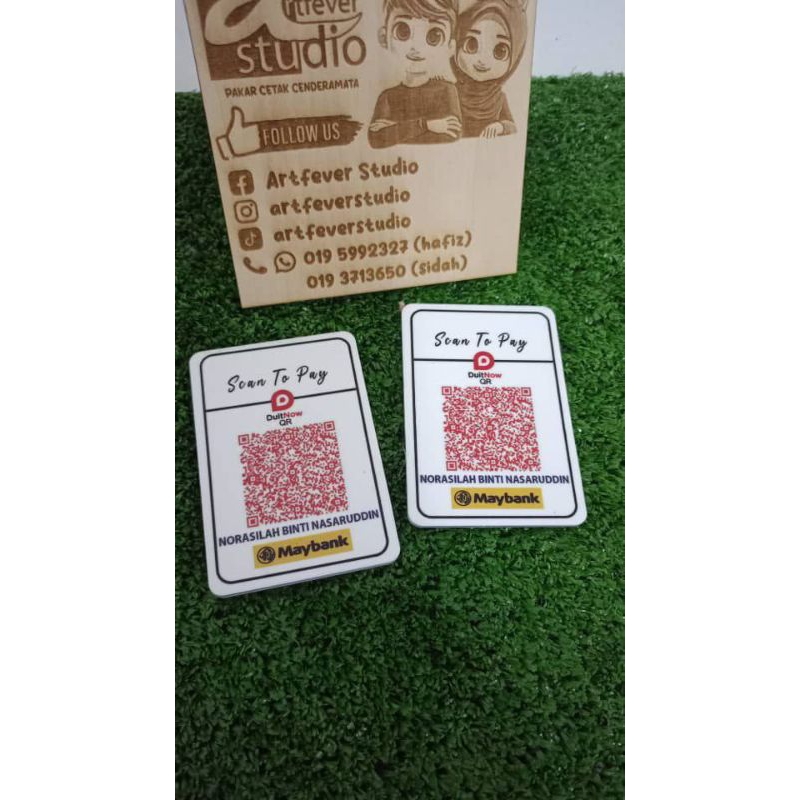 artfever
studio
PAKAR CETAK CENDERAMATA
FOLLOW US
Artfever Studio
artfeverstudio
artfeverstudio
019 5992327 (hafiz)
019 3713650 (sidah)
Scan To Pay
DuitNow
QR
NORASILAH BINTI NASARUDDIN
Maybank
Scan To Pay
DuitNow
QR
NORASILAH BINTI NASARUDDIN
Maybank